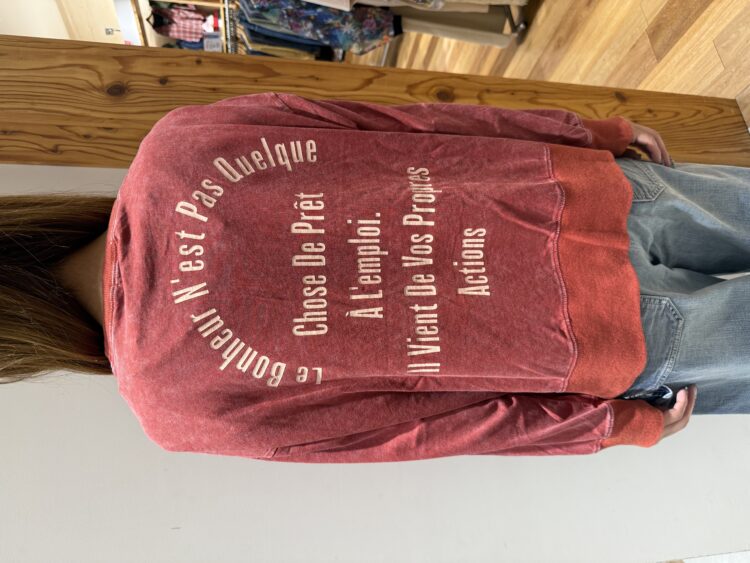 Le Bonheur N'est Pas Quelque
Chose De Prêt
À L'emploi.
Il Vient De Vos Propres
Actions